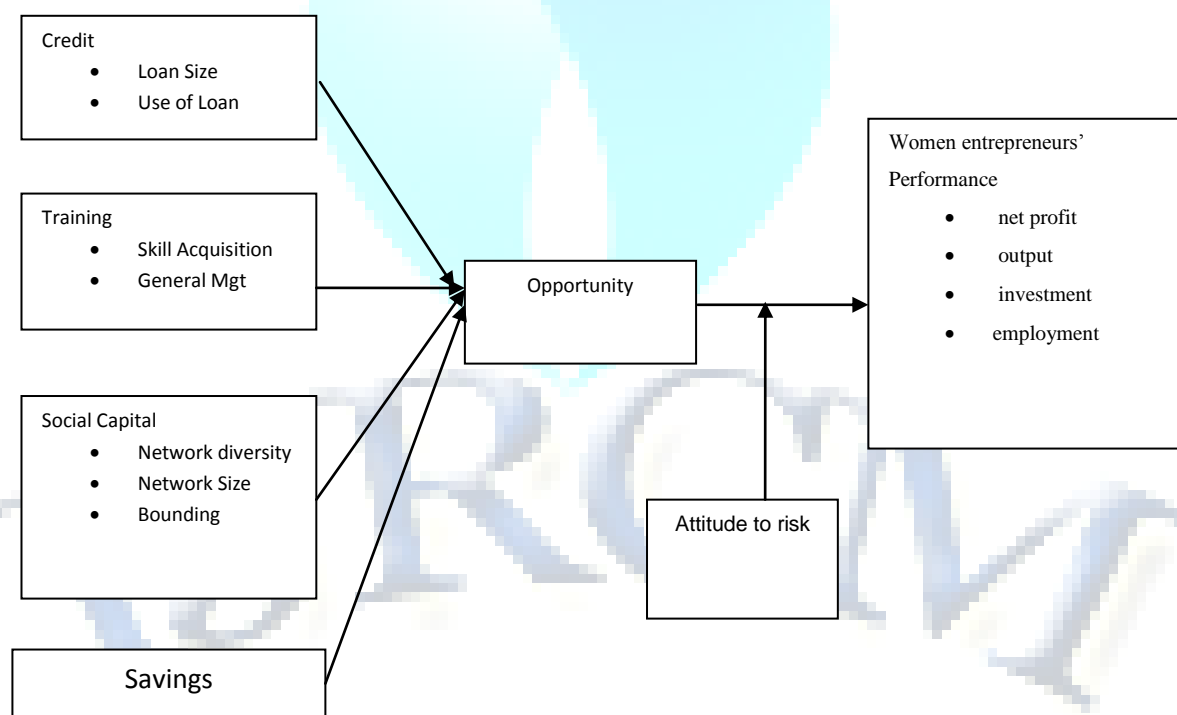 Credit
• Loan Size
• Use of Loan
Training
• Skill Acquisition
• General Mgt
Social Capital
• Network diversity
• Network Size
• Bounding
Savings
Opportunity
Attitude to risk
Women entrepreneurs’
Performance
• net profit
• output
• investment
• employment